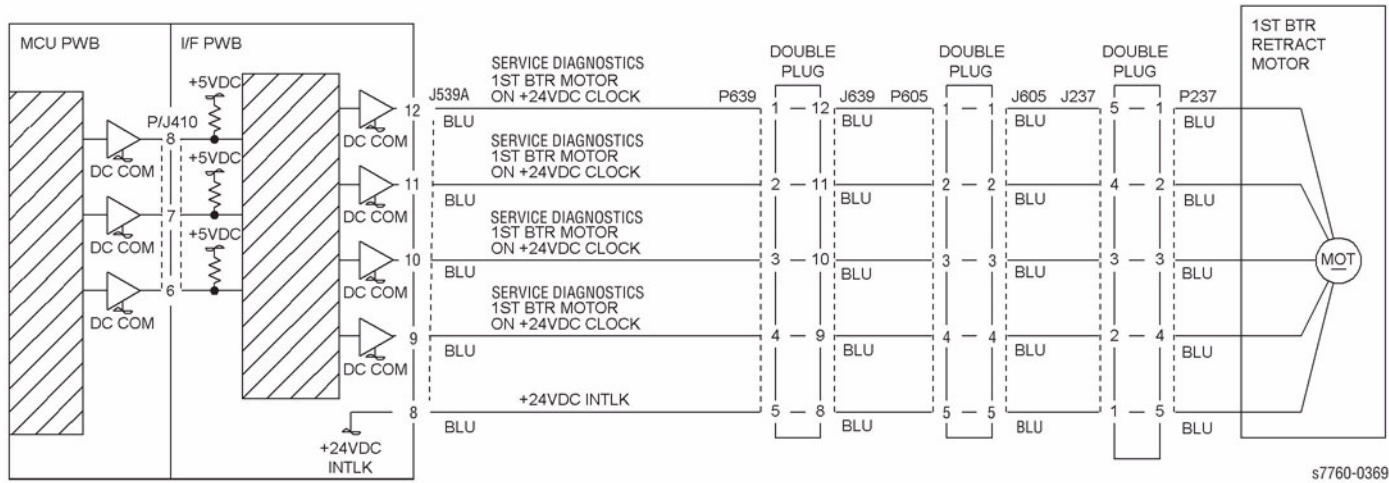 MCU PWB
I/F PWB
1ST BTR
RETRACT
MOTOR
DOUBLE
PLUG
DOUBLE
PLUG
DOUBLE
PLUG
+5VDC
P/J410
8
DC COM
+5VDC
7
DC COM
+5VDC
6
DC COM
DC COM
12
J539A
BLU
SERVICE DIAGNOSTICS
1ST BTR MOTOR
ON +24VDC CLOCK
P639
1 12
J639
BLU
P605
1 1
J605
BLU
J237
5 1
P237
BLU
DC COM
11
BLU
SERVICE DIAGNOSTICS
1ST BTR MOTOR
ON +24VDC CLOCK
2 11
BLU
2 2
BLU
4 2
BLU
DC COM
10
BLU
SERVICE DIAGNOSTICS
1ST BTR MOTOR
ON +24VDC CLOCK
3 10
BLU
3 3
BLU
3 3
BLU
MOT
DC COM
9
BLU
SERVICE DIAGNOSTICS
1ST BTR MOTOR
ON +24VDC CLOCK
4 9
BLU
4 4
BLU
2 4
BLU
+24VDC
INTLK
8
BLU
+24VDC INTLK
5 8
BLU
5 5
BLU
1 5
BLU
s7760-0369